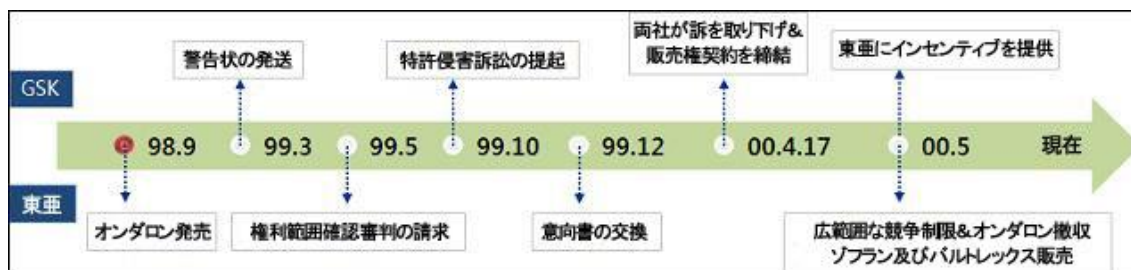 両社が訴を取り下げ&
販売権契約を締結
警告状の発送
特許侵害訴訟の提起
東亜にインセンティブを提供
GSK
98.9 99.3 99.5 99.10 99.12 00.4.17 00.5 現在
東亜
オンダロン発売
権利範囲確認審判の請求
意向書の交換
広範囲な競争制限&オンダロン撤収
ゾフラン及びバルトレックス販売